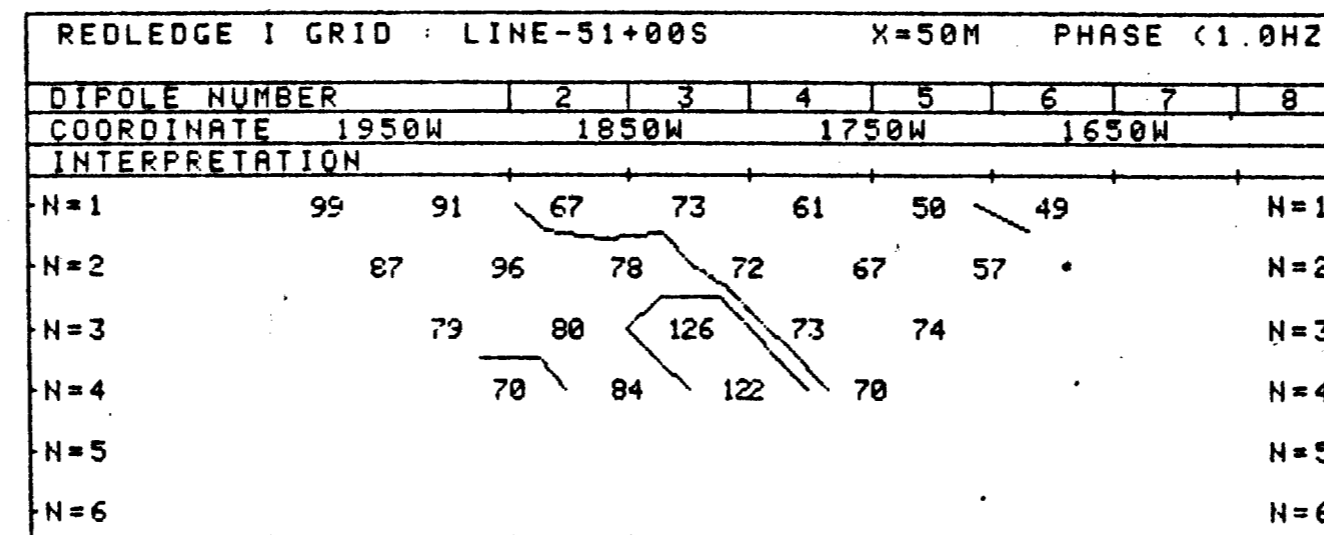 REDLEDGE I GRID : LINE-51+00S X=50M PHASE (1.0HZ
DIPOLE NUMBER 2 3 4 5 6 7 8
COORDINATE 1950W 1850W 1750W 1650W
INTERPRETATION
N=1 99 91 67 73 61 50 49 N=1
N=2 87 96 78 72 67 57 N=2
N=3 79 80 126 73 74 N=3
N=4 70 84 122 70 N=4
N=5 N=5
N=6 N=6